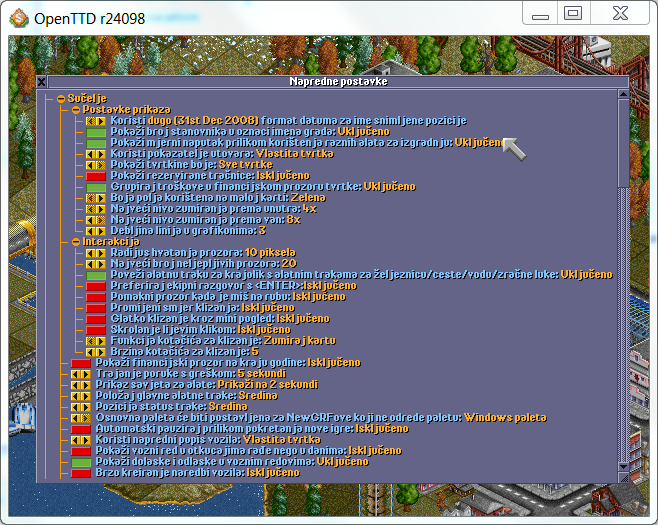 OpenTTD r24098
Napredne postavke
Sučelje
Postavke prikaza
Koristi dugo (31st Dec 2008) format datuma za ime snimljene pozicije
Pokaži broj stanovnika u oznaci imena grada: Uključeno
Pokaži mjerni naputak prilikom korištenja raznih alata za izgradnju: Uključeno
Koristi pokazatelje utovara: Vlastita tvrtka
Pokaži tvrtkine boje: Sve tvrtke
Pokaži rezervirane tračnice: Isključeno
Grupiraj troškove u financijskom prozoru tvrtke: Uključeno
Boja polja korištena na maloj karti: Zelena
Najveći nivo zumiranja prema unutra: 4x
Najveći nivo zumiranja prema van: 8x
Debljina linija u grafikonima: 3
Interakcija
Radijus hvatanja prozora: 10 piksela
Najveći broj neljepljivih prozora: 20
Poveži alatnu traku za krajolik s alatnim trakama za željeznicu/ceste/vodu/zračne luke: Uključeno
Preferiraj ekipni razgovor s <ENTER>:Isključeno
Pomakni prozor kada je miš na rubu: Isključeno
Promijeni smjer klizanja: Isključeno
Glatko klizanje kroz mini pogled: Isključeno
Skrolanje lijevim klikom: Isključeno
Funkcija kotačića za klizanje: Zumiraj kartu
Brzina kotačića za klizanje: 5
Pokaži financijski prozor na kraju godine: Isključeno
Trajanje poruke s greškom: 5 sekundi
Prikaz savjeta za alate: Prikaži na 2 sekundi
Položaj glavne alatne trake: Sredina
Pozicija status trake: Sredina
Osnovna paleta će biti postavljena za NewGRFove koji ne odrede paletu: Windows paleta
Automatski pauziraj prilikom pokretanja nove igre: Isključeno
Koristi napredni popis vozila: Vlastita tvrtka
Pokaži vozni red u otkucajima rađe nego u danima: Isključeno
Pokaži dolaske i odlaske u voznim redovima: Uključeno
Brzo kreiranje naredbi vozila: Isključeno